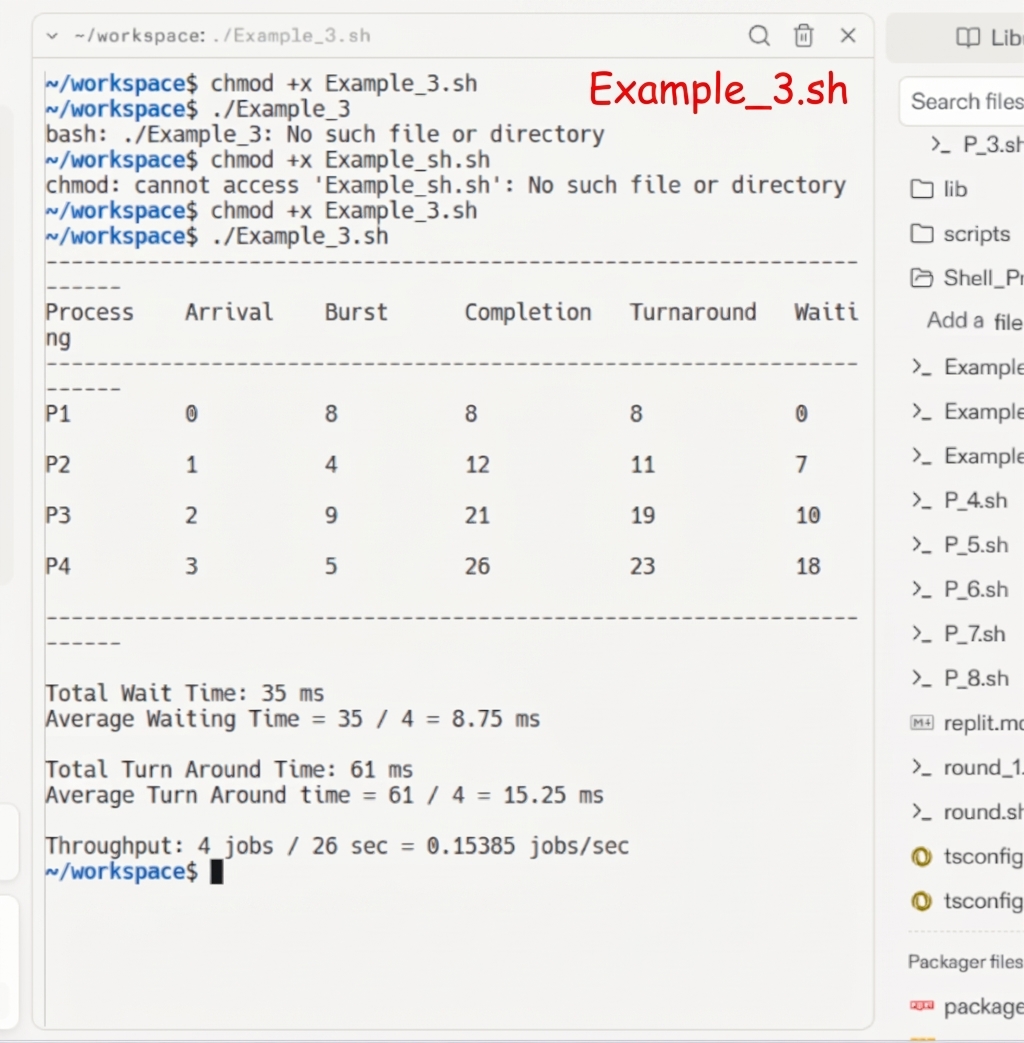 ~/workspace: ./Example_3.sh
Example_3.sh
~/workspace$ chmod +x Example_3.sh
~/workspace$ ./Example_3
bash: ./Example_3: No such file or directory
~/workspace$ chmod +x Example_sh.sh
chmod: cannot access 'Example_sh.sh': No such file or directory
~/workspace$ chmod +x Example_3.sh
~/workspace$ ./Example_3.sh
----------------------------------------------------------------
------
Process Arrival Burst Completion Turnaround Waiti
ng
----------------------------------------------------------------
------
P1 0 8 8 8 0
P2 1 4 12 11 7
P3 2 9 21 19 10
P4 3 5 26 23 18
----------------------------------------------------------------
------
Total Wait Time: 35 ms
Average Waiting Time = 35 / 4 = 8.75 ms
Total Turn Around Time: 61 ms
Average Turn Around time = 61 / 4 = 15.25 ms
Throughput: 4 jobs / 26 sec = 0.15385 jobs/sec
~/workspace$
Search files
P_3.sh
lib
scripts
Shell_Pr
Add a file
Example
Example
Example
P_4.sh
P_5.sh
P_6.sh
P_7.sh
P_8.sh
replit.md
round_1.
round.sh
tsconfig
tsconfig
Packager files
package